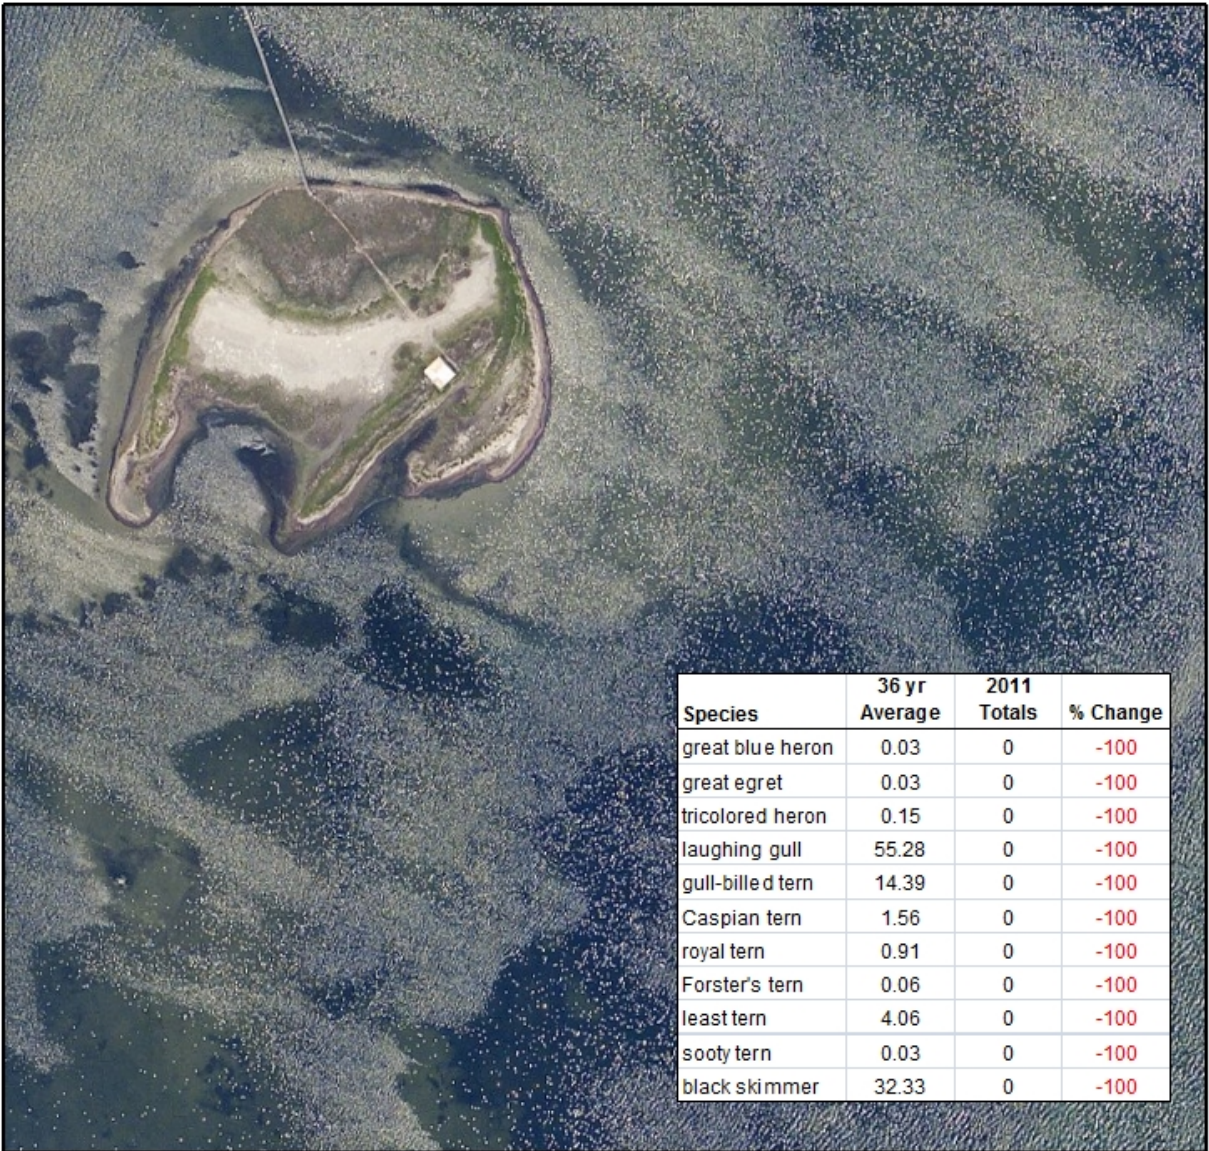 Species 36 yr Average 2011 Totals % Change
great blue heron 0.03 0 -100
great egret 0.03 0 -100
tricolored heron 0.15 0 -100
laughing gull 55.28 0 -100
gull-billed tern 14.39 0 -100
Caspian tern 1.56 0 -100
royal tern 0.91 0 -100
Forster's tern 0.06 0 -100
least tern 4.06 0 -100
sooty tern 0.03 0 -100
black skimmer 32.33 0 -100